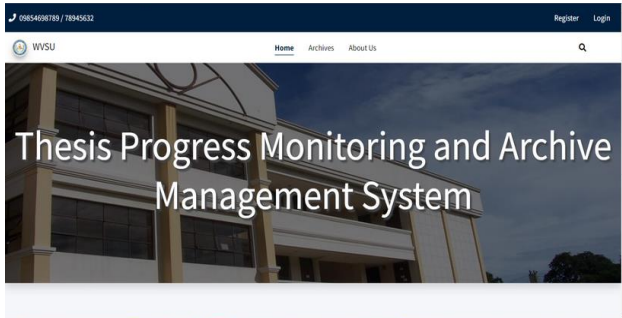 09854698789 / 78945632 Register Login
WVSU Home Archives About Us
Thesis Progress Monitoring and Archive
Management System